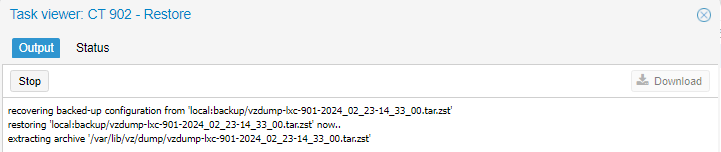 Task viewer: CT 902 - Restore
Output
Status
Stop
Download
recovering backed-up configuration from 'local:backup/vzdump-lxc-901-2024_02_23-14_33_00.tar.zst'
restoring 'local:backup/vzdump-lxc-901-2024_02_23-14_33_00.tar.zst' now..
extracting archive '/var/lib/vz/dump/vzdump-lxc-901-2024_02_23-14_33_00.tar.zst'